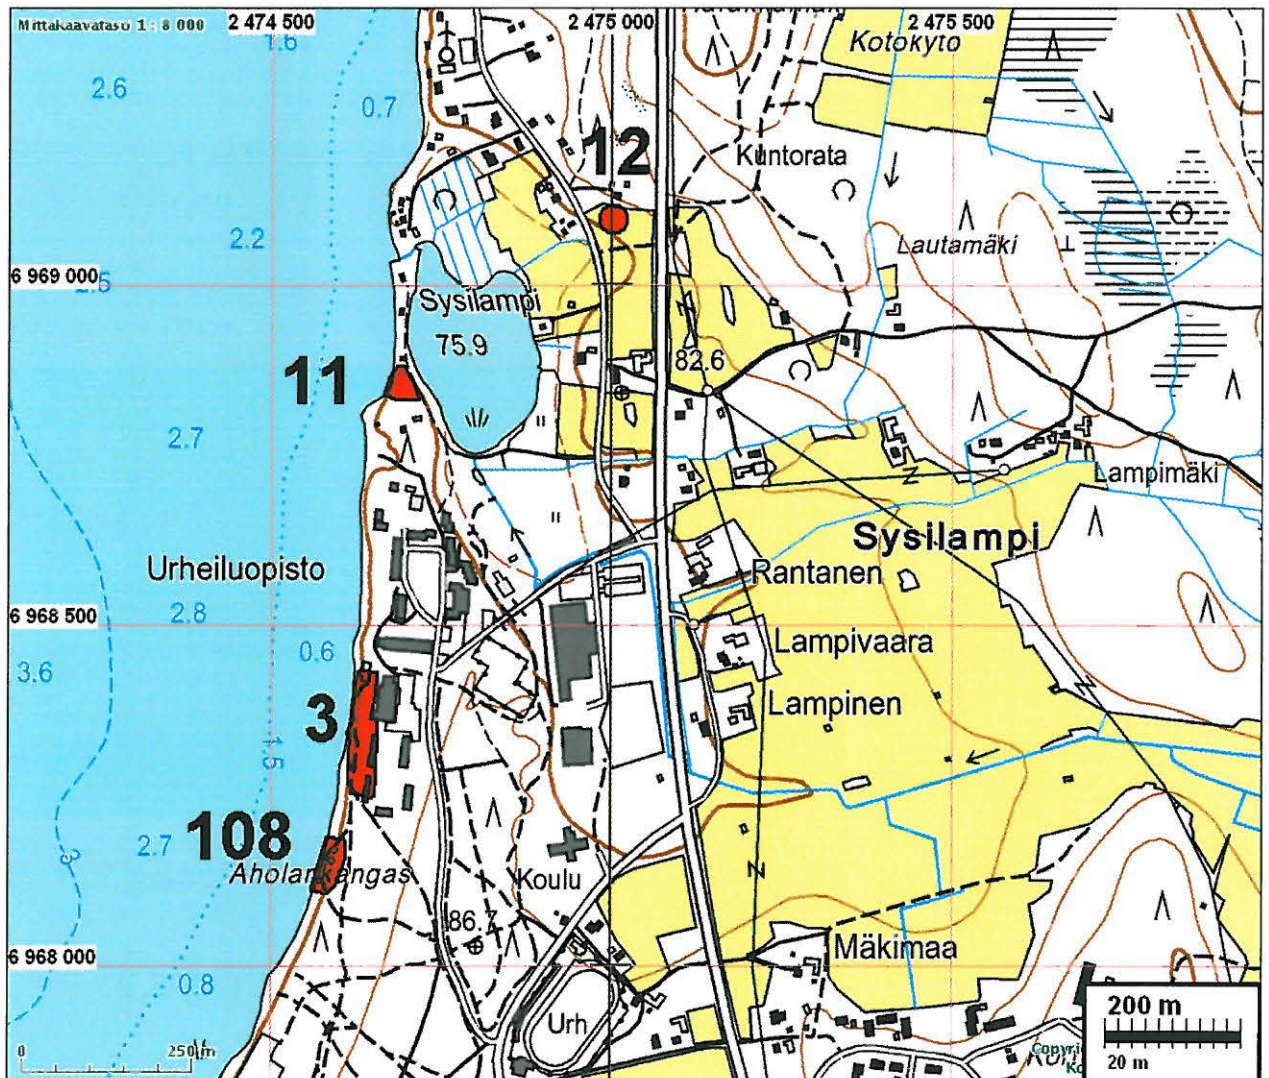 Mittakaavataso 1 : 8 000
2 474 500
2 475 000
2 475 500
1.6
Kotokytö
2.6
0.7
12
Kuntorata
2.2
Lautamäki
6 969 000
Sysilampi
75.9
82.6
11
2.7
Lampimäki
Sysilampi
Urheiluopisto
Rantanen
2.8
6 968 500
0.6
Lampivaara
3.6
Lampinen
3
1.5
108
2.7
3
Aholankangas
Koulu
86.7
Mäkimaa
6 968 000
0.8
200 m
Urh
0
250 m
20 m